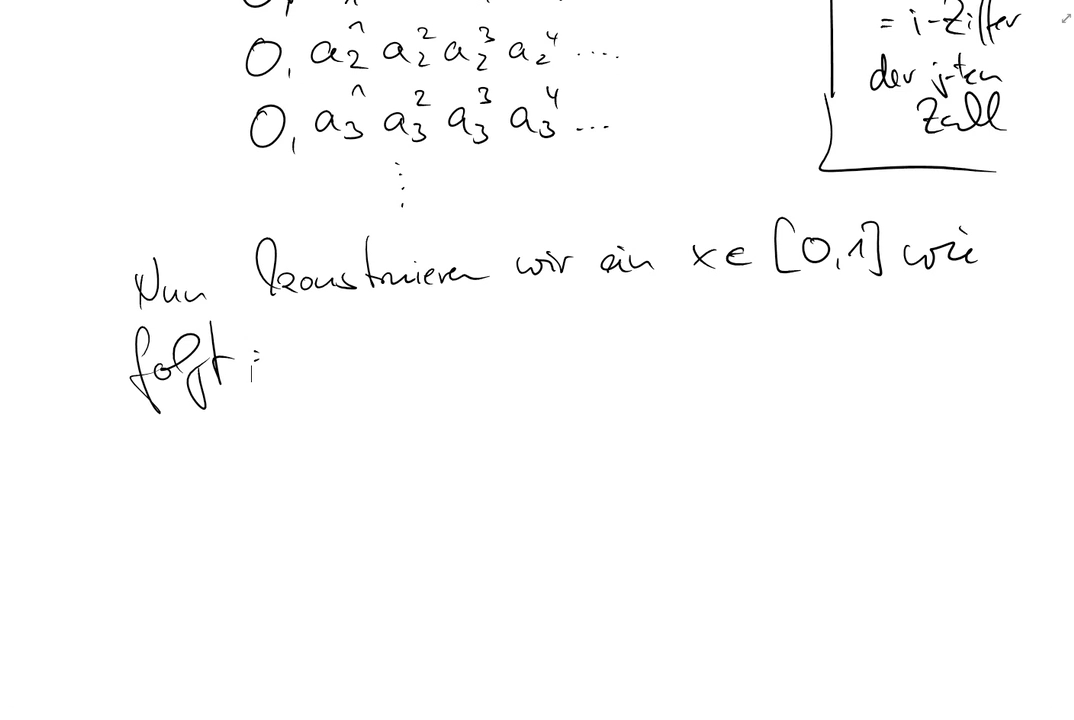 0, a₂¹ a₂² a₂³ a₂⁴ ....
0, a₃¹ a₃² a₃³ a₃⁴ ...
= i-Ziffer
der j-ten
Zahl
Nun konstruieren wir ein x ∈ [0,1] wie
folgt: